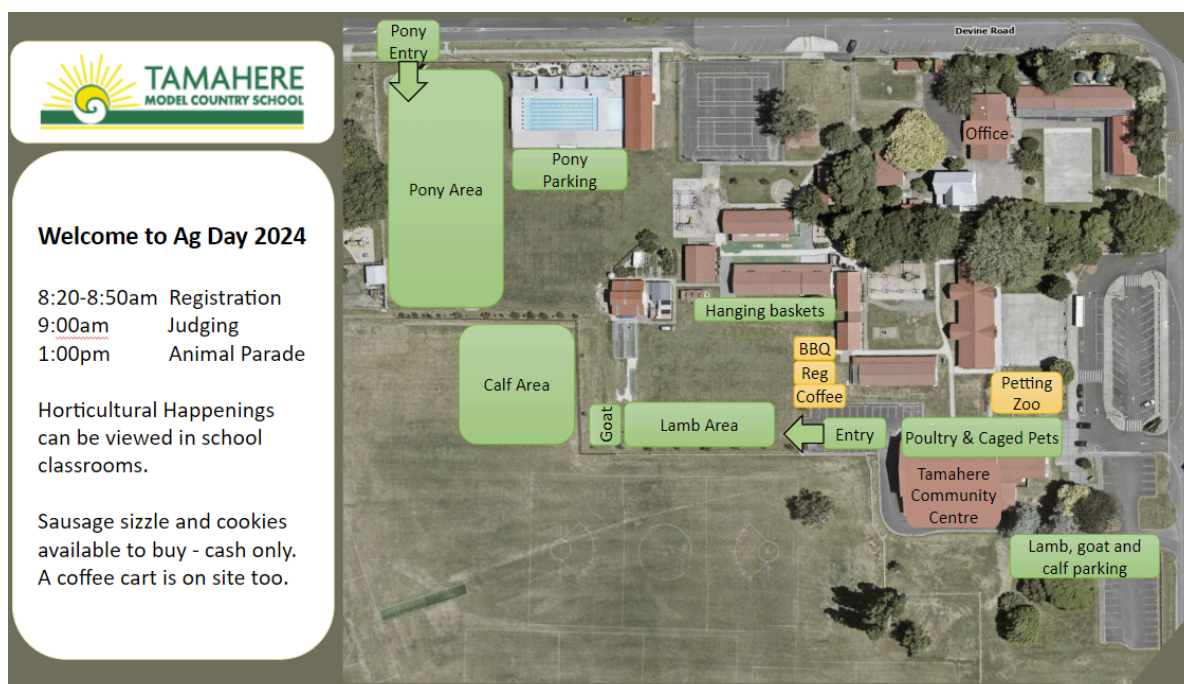 TAMAHERE
MODEL COUNTRY SCHOOL
Welcome to Ag Day 2024
8:20-8:50am Registration
9:00am Judging
1:00pm Animal Parade
Horticultural Happenings
can be viewed in school
classrooms.
Sausage sizzle and cookies
available to buy - cash only.
A coffee cart is on site too.
Pony
Entry
Devine Road
Pony Area
Pony
Parking
Office
Hanging baskets
BBQ
Reg
Coffee
Petting
Zoo
Calf Area
Goat
Lamb Area
Entry
Poultry & Caged Pets
Tamahere
Community
Centre
Lamb, goat and
calf parking